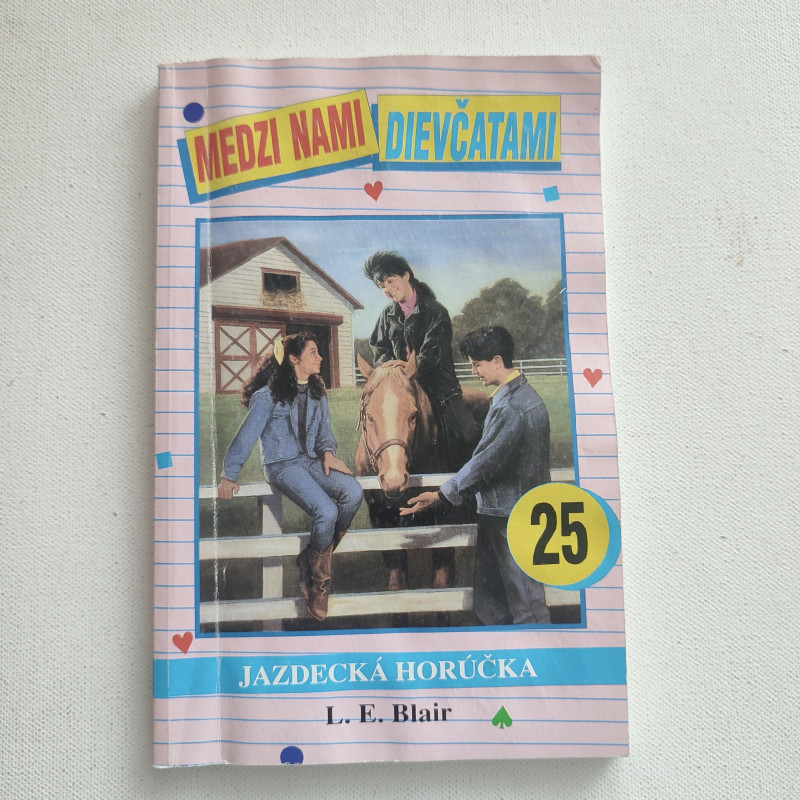 MEDZI NAMI DIEVČATAMI
25
JAZDECKÁ HORÚČKA
L. E. Blair